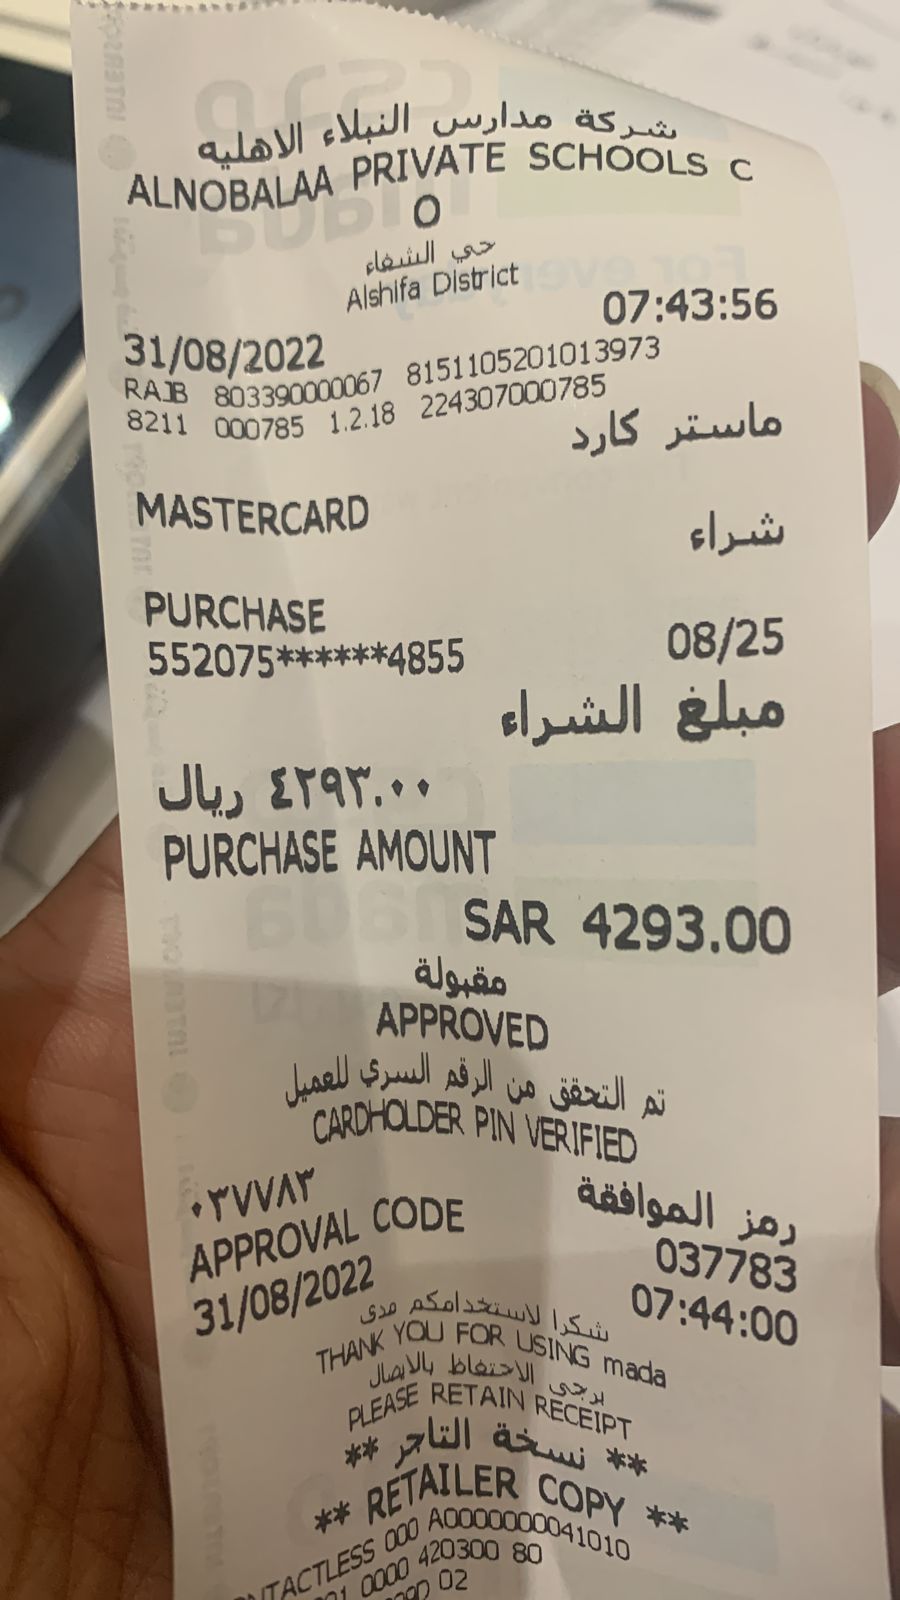 شركة مدارس النبلاء الاهليه
ALNOBALAA PRIVATE SCHOOLS C
O
حي الشفاء
Alshifa District
31/08/2022 07:43:56
RAJB 803390000067 8151105201013973
8211 000785 1.2.18 224307000785
ماستر كارد
MASTERCARD
شراء
PURCHASE
552075******4855 08/25
مبلغ الشراء
٤٢٩٣.٠٠ ريال
PURCHASE AMOUNT
SAR 4293.00
مقبولة
APPROVED
تم التحقق من الرقم السري للعميل
CARDHOLDER PIN VERIFIED
رمز الموافقة ٠٣٧٧٨٣
APPROVAL CODE 037783
31/08/2022 07:44:00
شكرا لاستخدامكم مدى
THANK YOU FOR USING mada
يرجى الاحتفاظ بالايصال
PLEASE RETAIN RECEIPT
** نسخة التاجر **
** RETAILER COPY **
000 A0000000041010
0000 420300 80
02